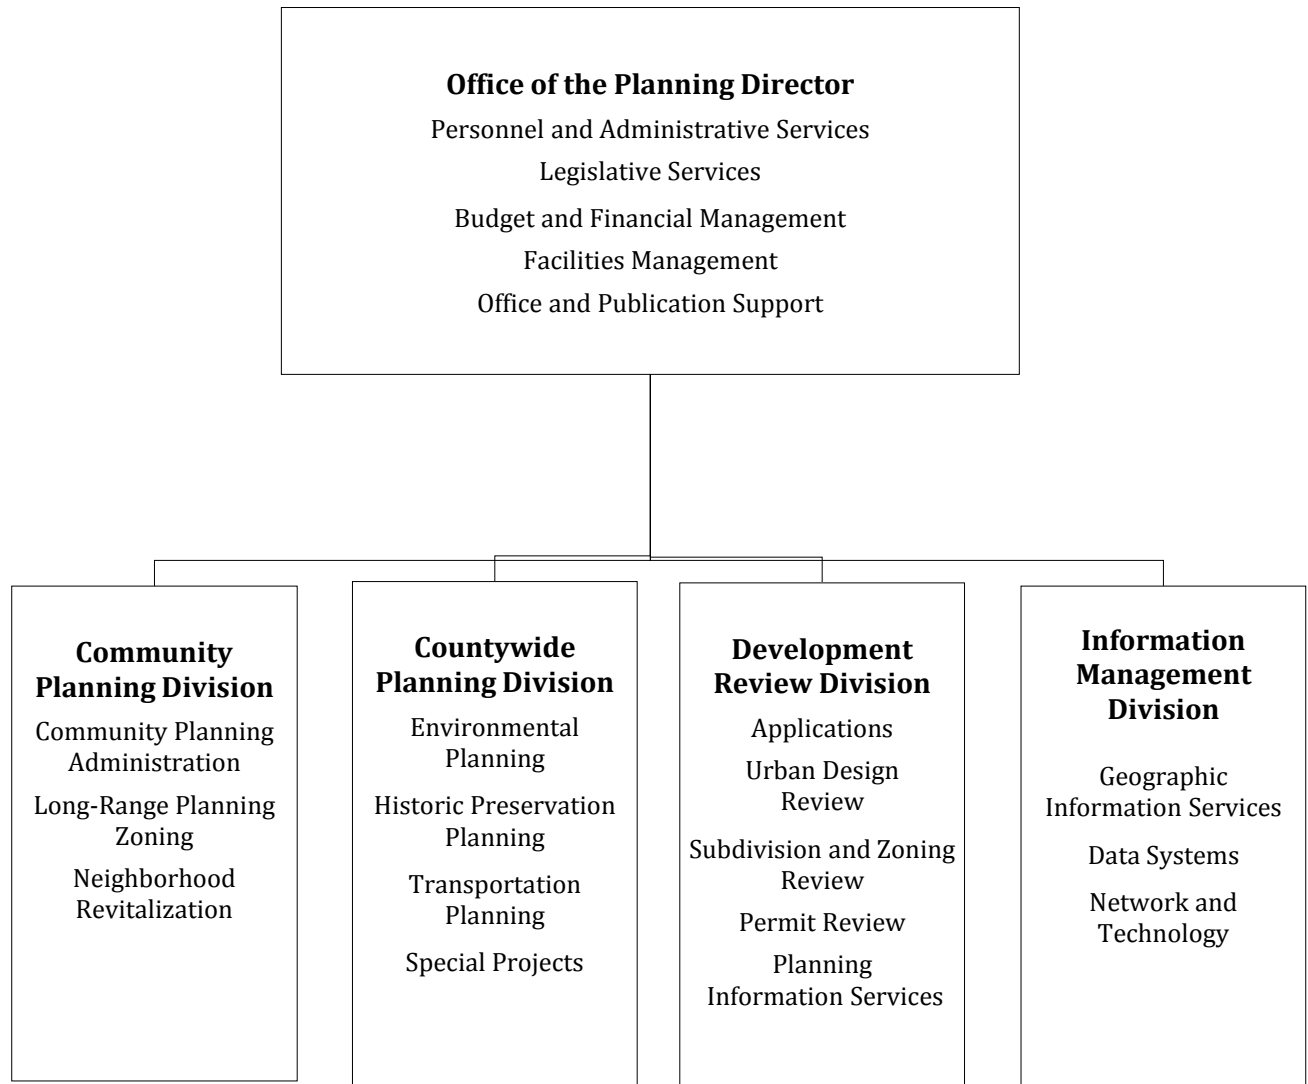 Office of the Planning Director
Personnel and Administrative Services
Legislative Services
Budget and Financial Management
Facilities Management
Office and Publication Support
Community
Planning Division
Community Planning
Administration
Long-Range Planning
Zoning
Neighborhood
Revitalization
Countywide
Planning Division
Environmental
Planning
Historic Preservation
Planning
Transportation
Planning
Special Projects
Development
Review Division
Applications
Urban Design
Review
Subdivision and Zoning
Review
Permit Review
Planning
Information Services
Information
Management
Division
Geographic
Information Services
Data Systems
Network and
Technology